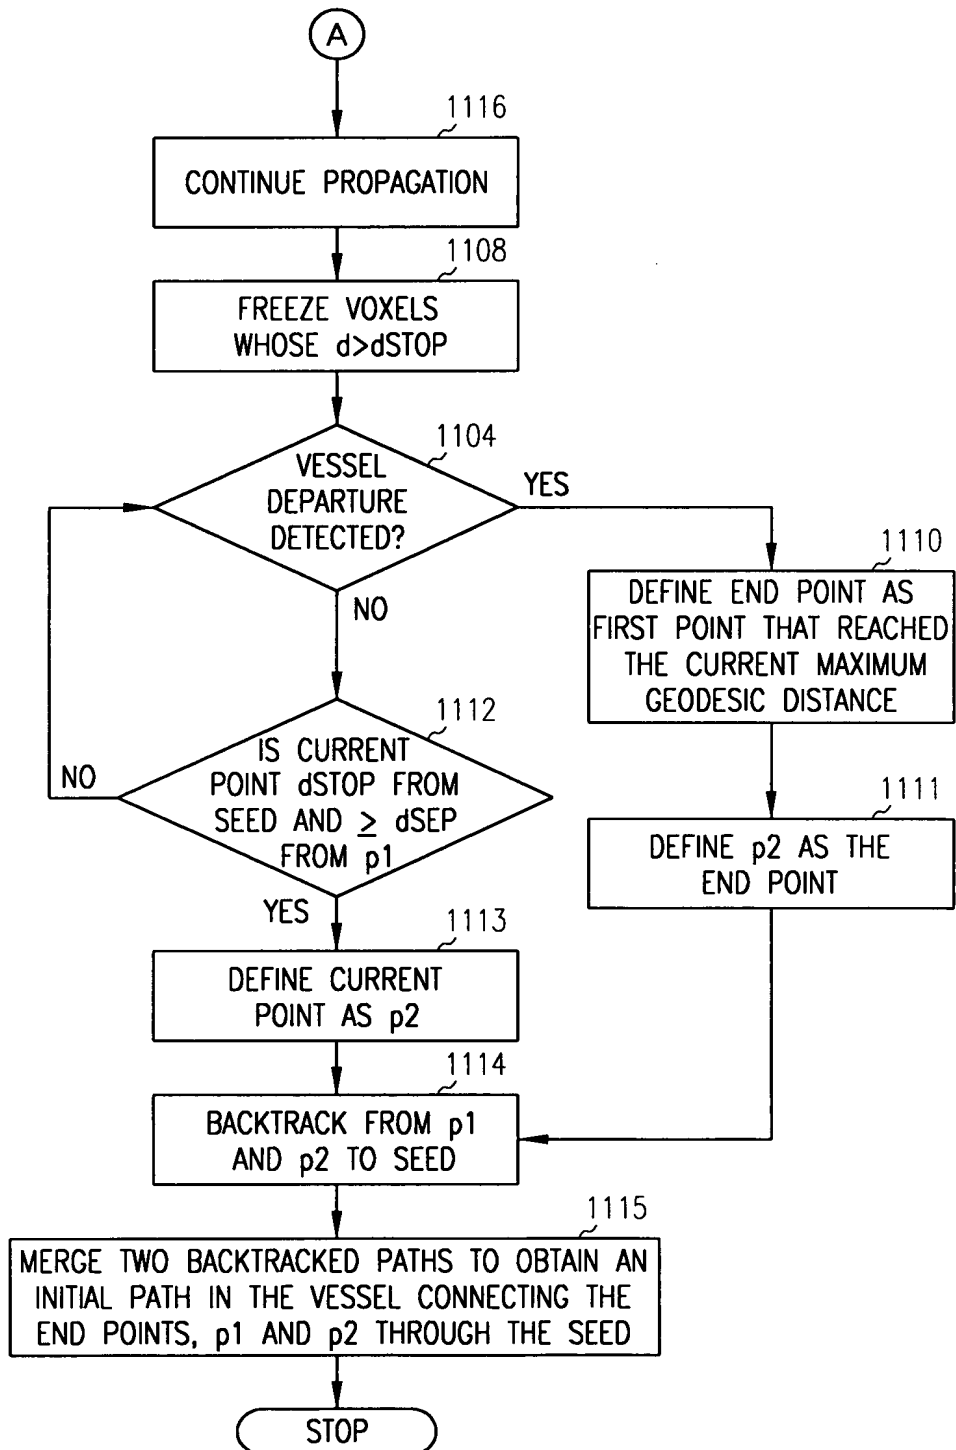 A
1116
CONTINUE PROPAGATION
1108
FREEZE VOXELS
WHOSE d>dSTOP
1104
VESSEL
DEPARTURE
DETECTED?
YES
NO
1110
DEFINE END POINT AS
FIRST POINT THAT REACHED
THE CURRENT MAXIMUM
GEODESIC DISTANCE
1112
IS CURRENT
POINT dSTOP FROM
SEED AND ≥ dSEP
FROM p1
NO
YES
1111
DEFINE p2 AS THE
END POINT
1113
DEFINE CURRENT
POINT AS p2
1114
BACKTRACK FROM p1
AND p2 TO SEED
1115
MERGE TWO BACKTRACKED PATHS TO OBTAIN AN
INITIAL PATH IN THE VESSEL CONNECTING THE
END POINTS, p1 AND p2 THROUGH THE SEED
STOP